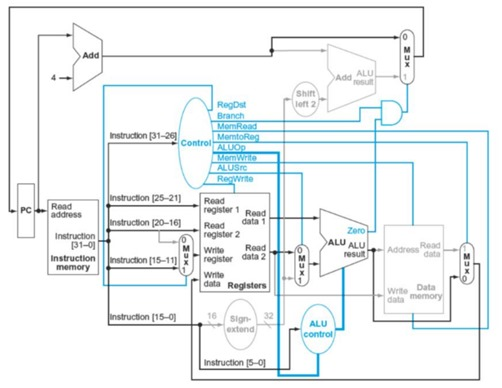 Add
4
0
M
u
x
1
Add
ALU
result
Shift
left 2
RegDst
Branch
MemRead
MemtoReg
ALUOp
MemWrite
ALUSrc
RegWrite
Control
Instruction [31–26]
PC
Read
address
Instruction
[31–0]
Instruction
memory
Instruction [25–21]
Instruction [20–16]
Instruction [15–11]
0
M
u
x
1
Read
register 1
Read
register 2
Write
register
Write
data
Read
data 1
Read
data 2
Registers
0
M
u
x
1
Zero
ALU
ALU
result
Address
Read
data
Write
data
Data
memory
1
M
u
x
0
Instruction [15–0]
16
Sign-
extend
32
ALU
control
Instruction [5–0]